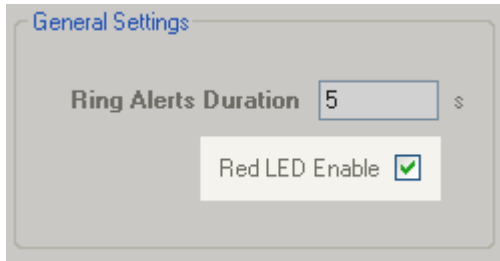 General Settings
Ring Alerts Duration 5 s
Red LED Enable